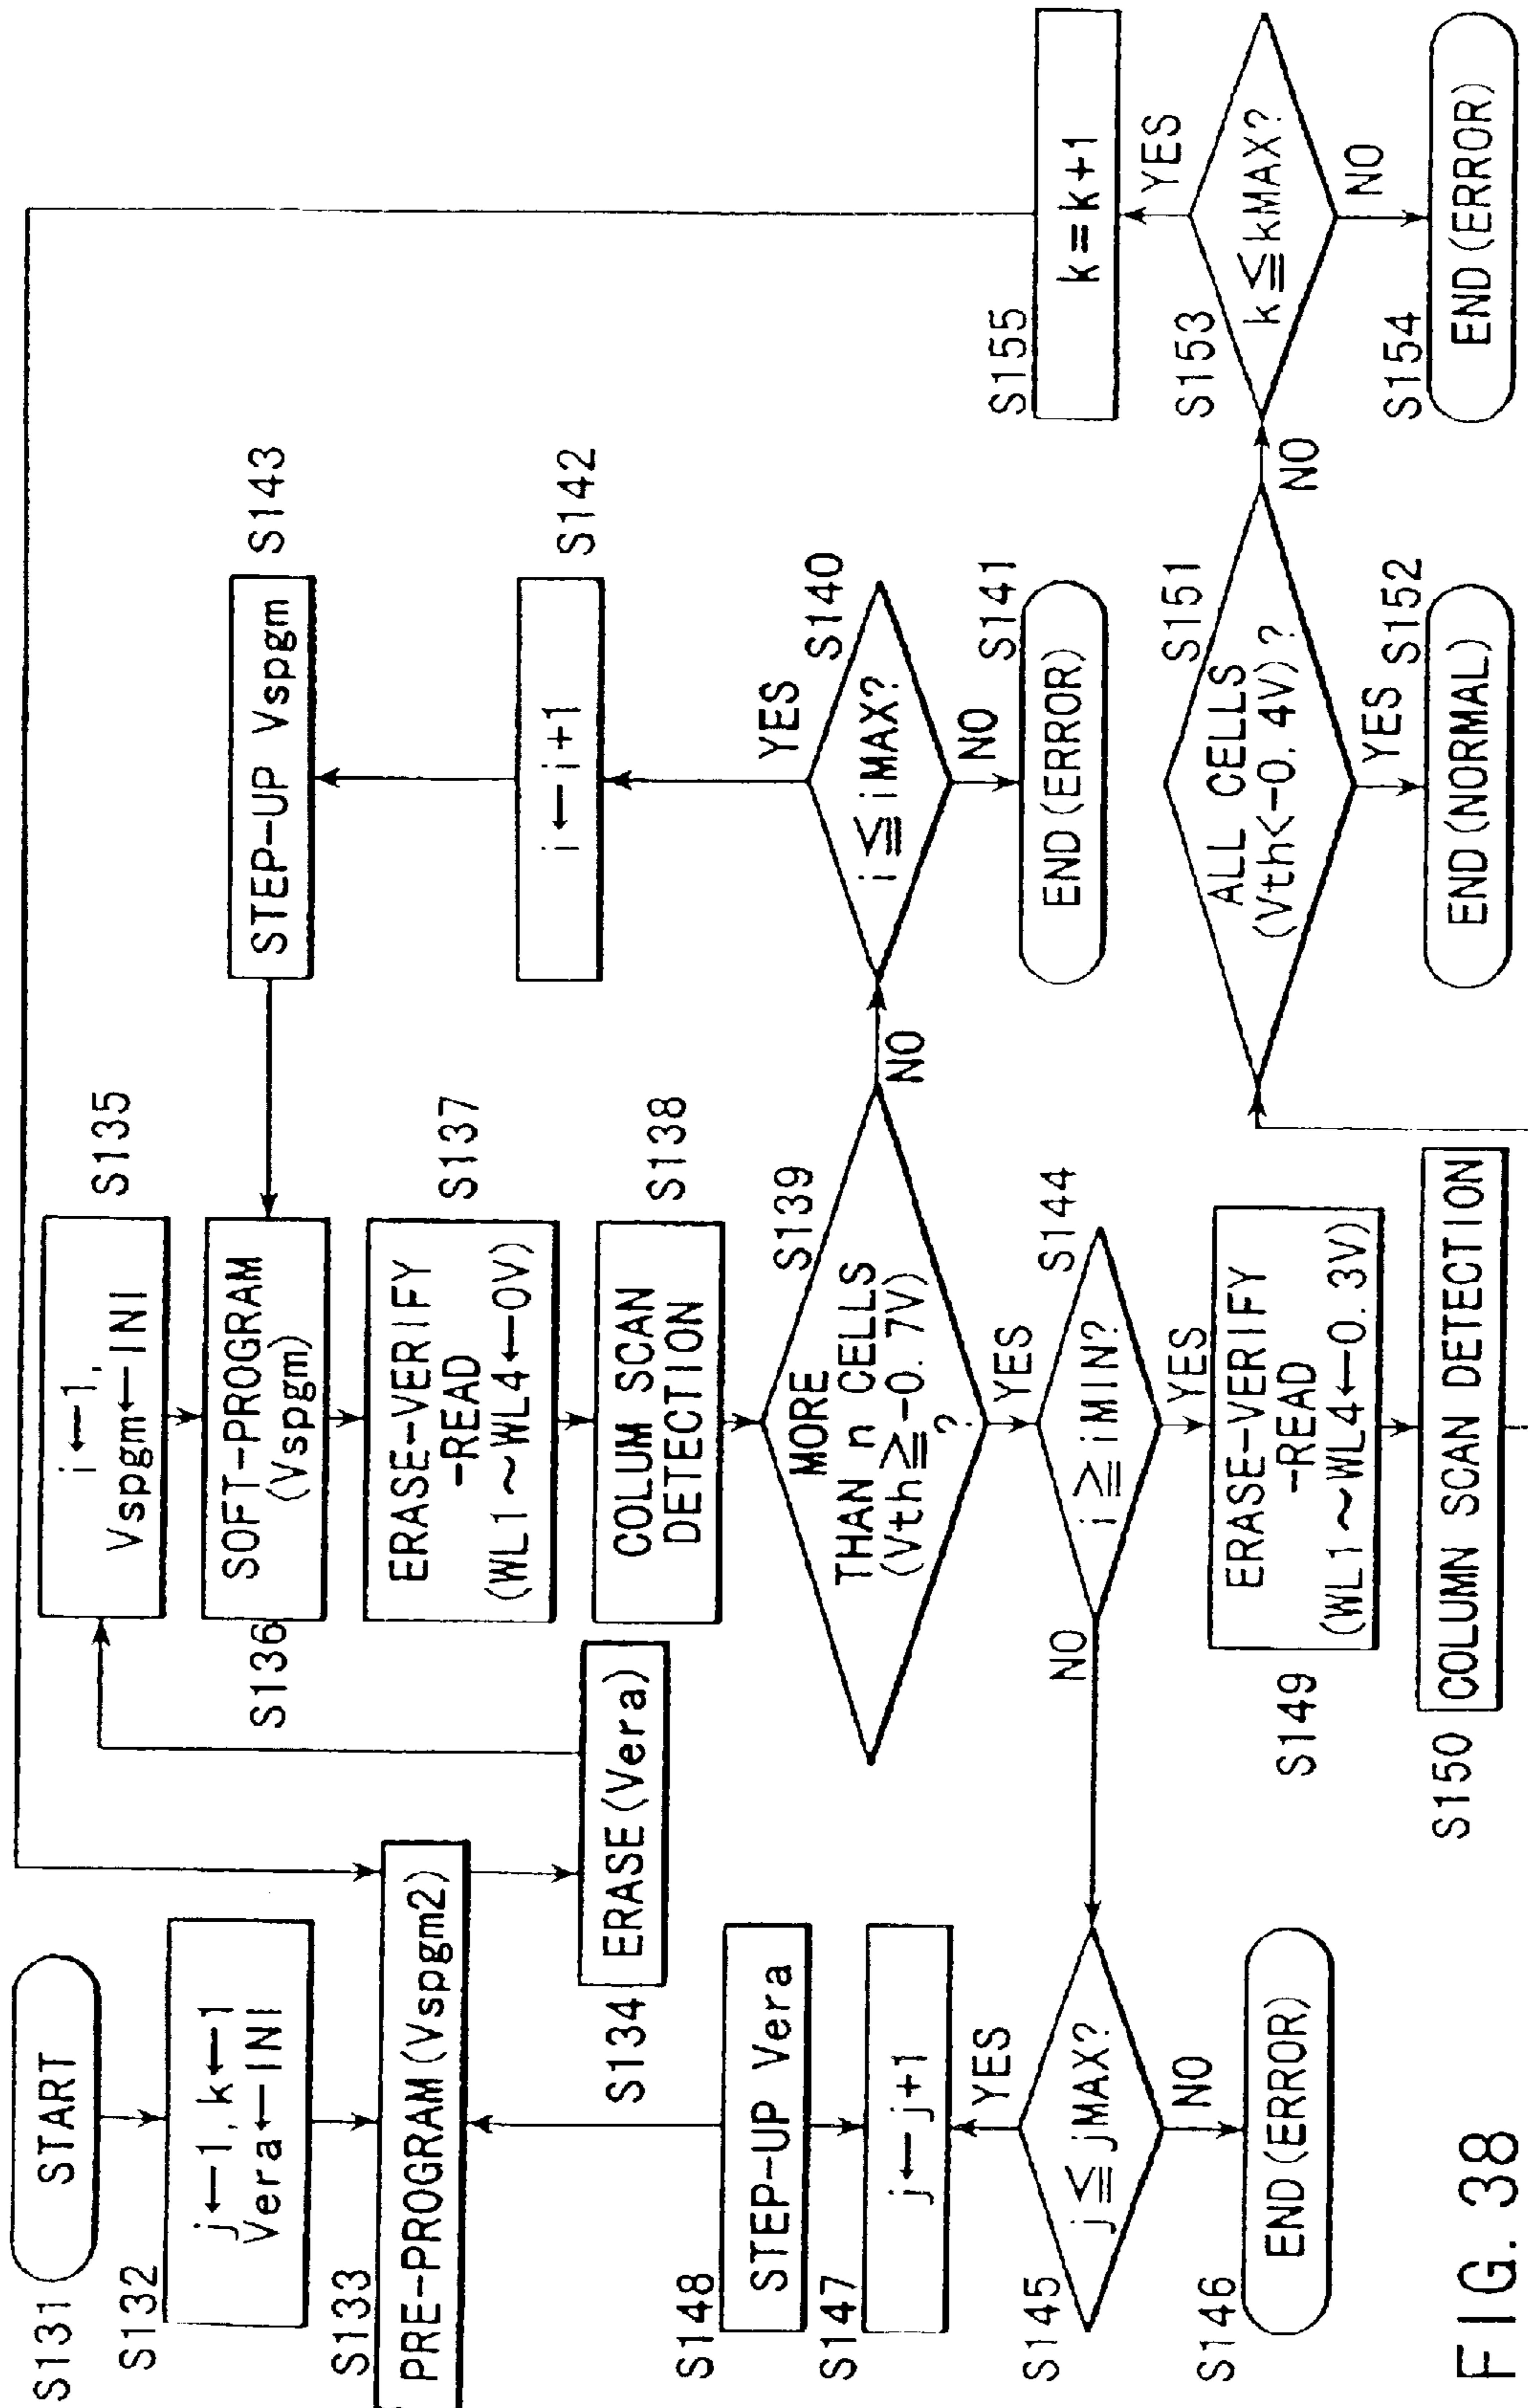 S131
START
S132
j←1, k←1
Vera←INI
S133
PRE-PROGRAM (Vspgm2)
S134
ERASE (Vera)
i←1,
Vspgm←INI
S135
S136
SOFT-PROGRAM
(Vspgm)
ERASE-VERIFY
-READ
(WL1~WL4←0V)
S137
COLUM SCAN
DETECTION
S138
S139
MORE
THAN n CELLS
(Vth≧-0.7V)
?
NO
YES
S140
i≦iMAX?
YES
NO
S141
END (ERROR)
i←i+1
S142
STEP-UP Vspgm
S143
S144
i≧iMIN?
NO
YES
S145
j≦jMAX?
YES
NO
S146
END (ERROR)
S147
j←j+1
S148
STEP-UP Vera
S149
ERASE-VERIFY
-READ
(WL1~WL4←0.3V)
S150
COLUMN SCAN DETECTION
S151
ALL CELLS
(Vth<-0.4V)?
NO
YES
S152
END (NORMAL)
S153
k≦kMAX?
YES
NO
S154
END (ERROR)
S155
k=k+1
FIG. 38